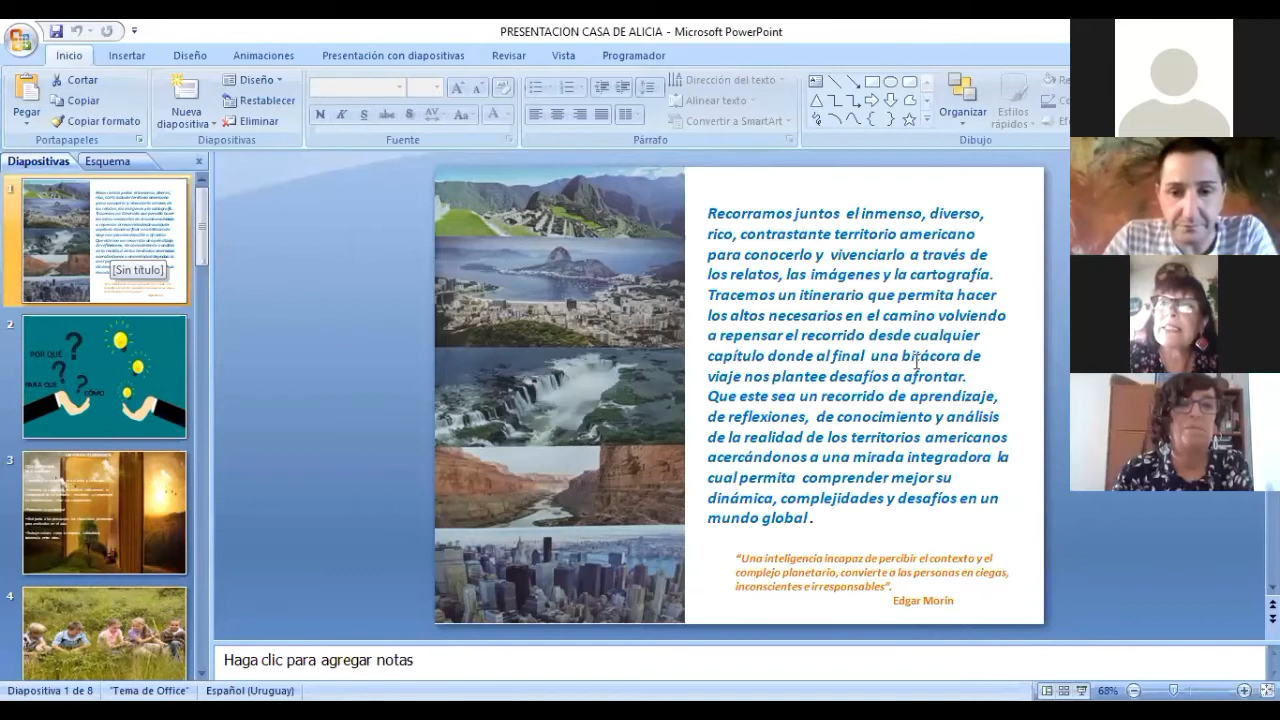 PRESENTACION CASA DE ALICIA - Microsoft PowerPoint
Inicio Insertar Diseño Animaciones Presentación con diapositivas Revisar Vista Programador
Cortar
Copiar
Copiar formato
Pegar
Portapapeles
Nueva diapositiva
Diseño
Restablecer
Eliminar
Diapositivas
N K S abc S AV Aa A
Fuente
Dirección del texto
Alinear texto
Convertir a SmartArt
Párrafo
Organizar
Estilos rápidos
Dibujo
Diapositivas Esquema
1
[Sin título]
2
POR QUÉ
PARA QUÉ
CÓMO
3
4
Recorramos juntos el inmenso, diverso,
rico, contrastante territorio americano
para conocerlo y vivenciarlo a través de
los relatos, las imágenes y la cartografía.
Tracemos un itinerario que permita hacer
los altos necesarios en el camino volviendo
a repensar el recorrido desde cualquier
capítulo donde al final una bitácora de
viaje nos plantee desafíos a afrontar.
Que este sea un recorrido de aprendizaje,
de reflexiones, de conocimiento y análisis
de la realidad de los territorios americanos
acercándonos a una mirada integradora la
cual permita comprender mejor su
dinámica, complejidades y desafíos en un
mundo global .
"Una inteligencia incapaz de percibir el contexto y el
complejo planetario, convierte a las personas en ciegas,
inconscientes e irresponsables".
Edgar Morín
Haga clic para agregar notas
Diapositiva 1 de 8 "Tema de Office" Español (Uruguay) 68%